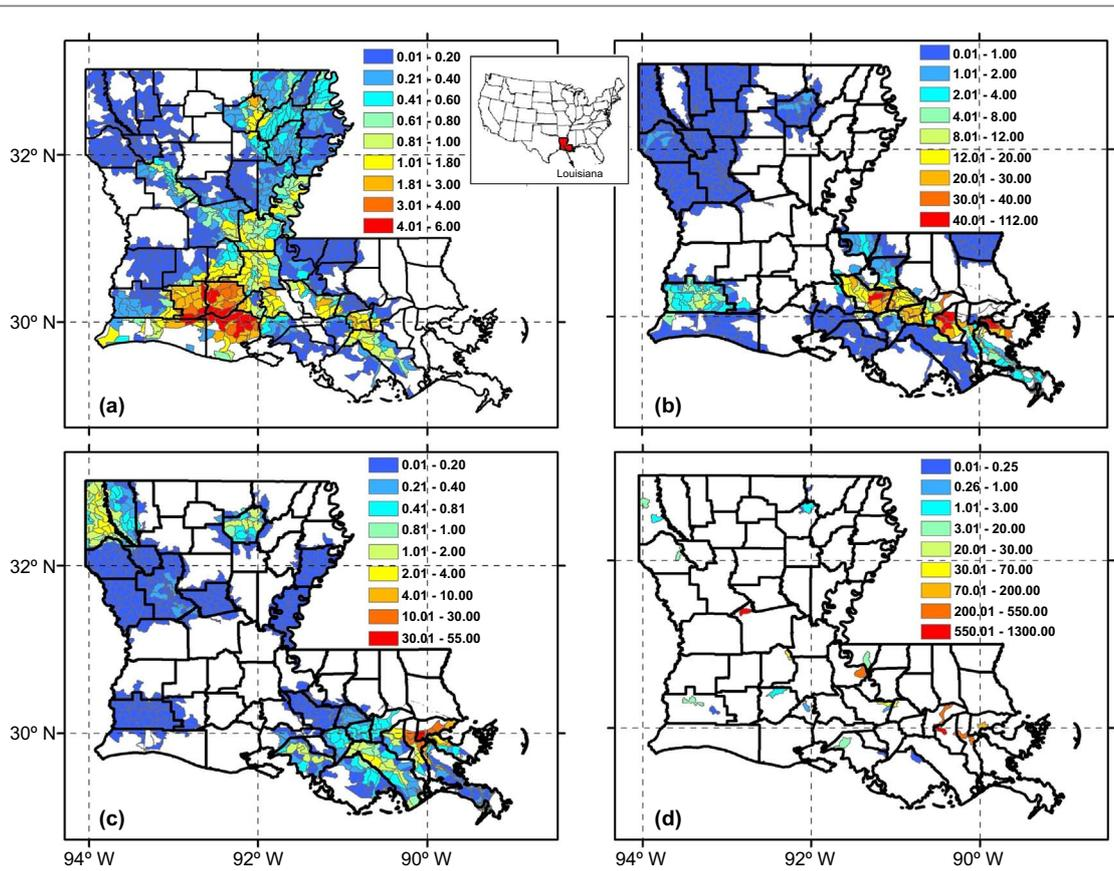 0.01 - 0.20
0.21 - 0.40
0.41 - 0.60
0.61 - 0.80
0.81 - 1.00
1.01 - 1.80
1.81 - 3.00
3.01 - 4.00
4.01 - 6.00
Louisiana
0.01 - 1.00
1.01 - 2.00
2.01 - 4.00
4.01 - 8.00
8.01 - 12.00
12.01 - 20.00
20.01 - 30.00
30.01 - 40.00
40.01 - 112.00
32° N
30° N
(a)
(b)
0.01 - 0.20
0.21 - 0.40
0.41 - 0.81
0.81 - 1.00
1.01 - 2.00
2.01 - 4.00
4.01 - 10.00
10.01 - 30.00
30.01 - 55.00
0.01 - 0.25
0.26 - 1.00
1.01 - 3.00
3.01 - 20.00
20.01 - 30.00
30.01 - 70.00
70.01 - 200.00
200.01 - 550.00
550.01 - 1300.00
32° N
30° N
(c)
(d)
94° W
92° W
90° W
94° W
92° W
90° W